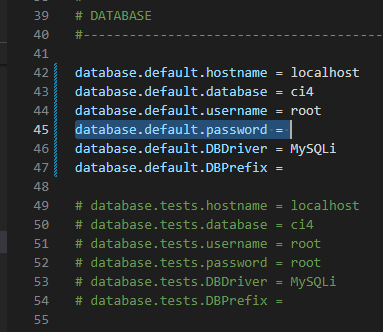 39 # DATABASE
40 #--------------------------------------------
41
42 database.default.hostname = localhost
43 database.default.database = ci4
44 database.default.username = root
45 database.default.password =
46 database.default.DBDriver = MySQLi
47 database.default.DBPrefix =
48
49 # database.tests.hostname = localhost
50 # database.tests.database = ci4
51 # database.tests.username = root
52 # database.tests.password = root
53 # database.tests.DBDriver = MySQLi
54 # database.tests.DBPrefix =
55